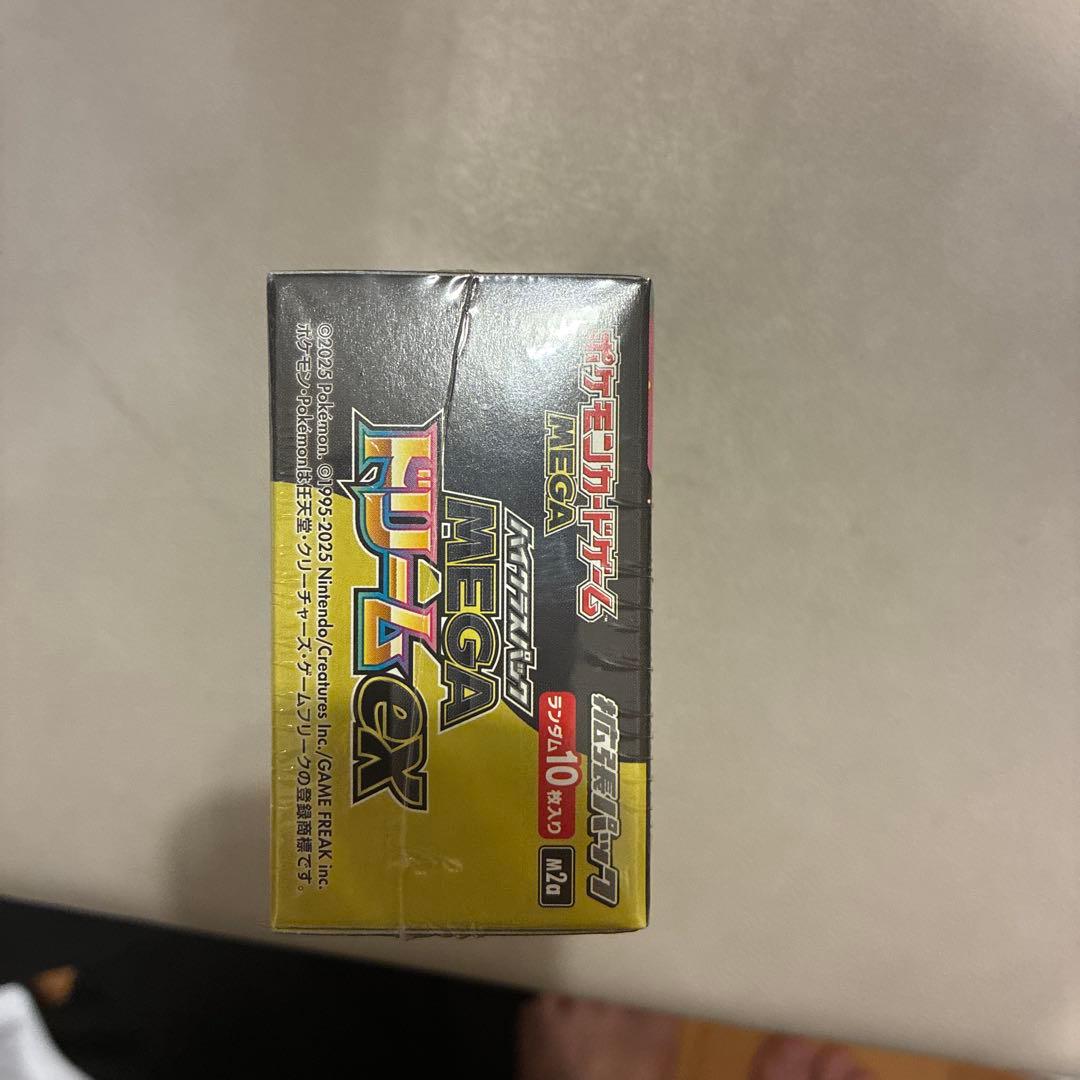 ポケモンカードゲーム
MEGA
拡張パック
ハイクラスパック
MEGA
ドリームex
ランダム10枚入り
M2a
©2025 Pokémon. ©1995-2025 Nintendo/Creatures Inc./GAME FREAK inc.
ポケモン・Pokémonは任天堂・クリーチャーズ・ゲームフリークの登録商標です。